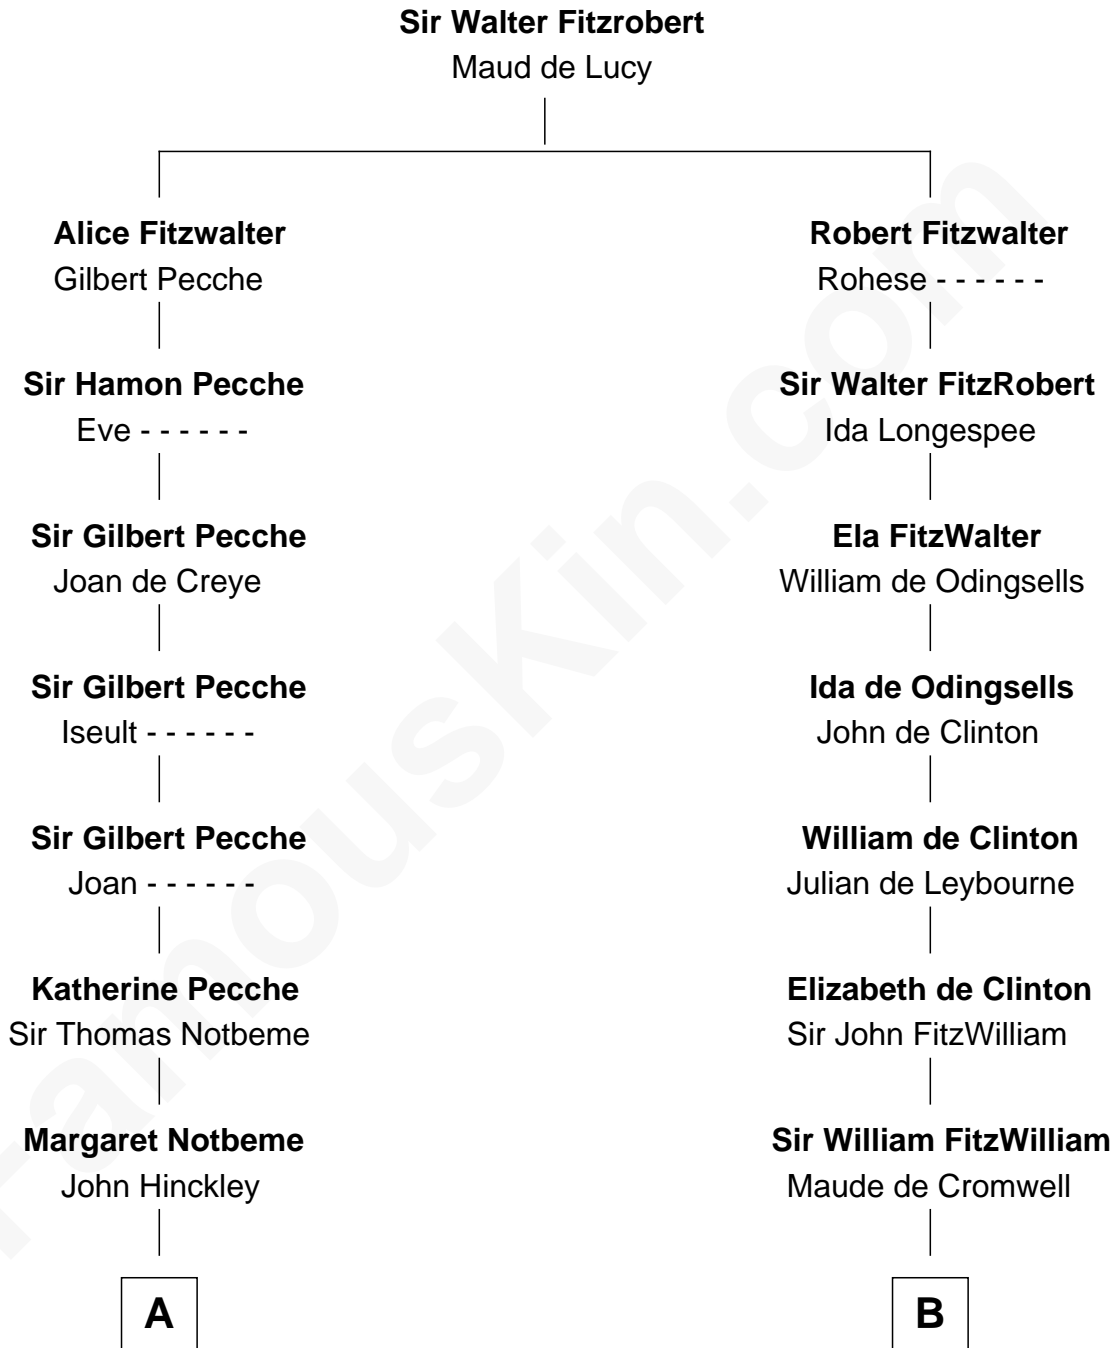 Sir Walter Fitzrobert
Maud de Lucy
Alice Fitzwalter
Gilbert Pecche
Robert Fitzwalter
Rohese - - - - - -
Sir Hamon Pecche
Eve - - - - - -
Sir Walter FitzRobert
Ida Longespee
Sir Gilbert Pecche
Joan de Creye
Ela FitzWalter
William de Odingsells
Sir Gilbert Pecche
Iseult - - - - - -
Ida de Odingsells
John de Clinton
Sir Gilbert Pecche
Joan - - - - - -
William de Clinton
Julian de Leybourne
Katherine Pecche
Sir Thomas Notbeme
Elizabeth de Clinton
Sir John FitzWilliam
Margaret Notbeme
John Hinckley
Sir William FitzWilliam
Maude de Cromwell
A
B
FamousKin.com